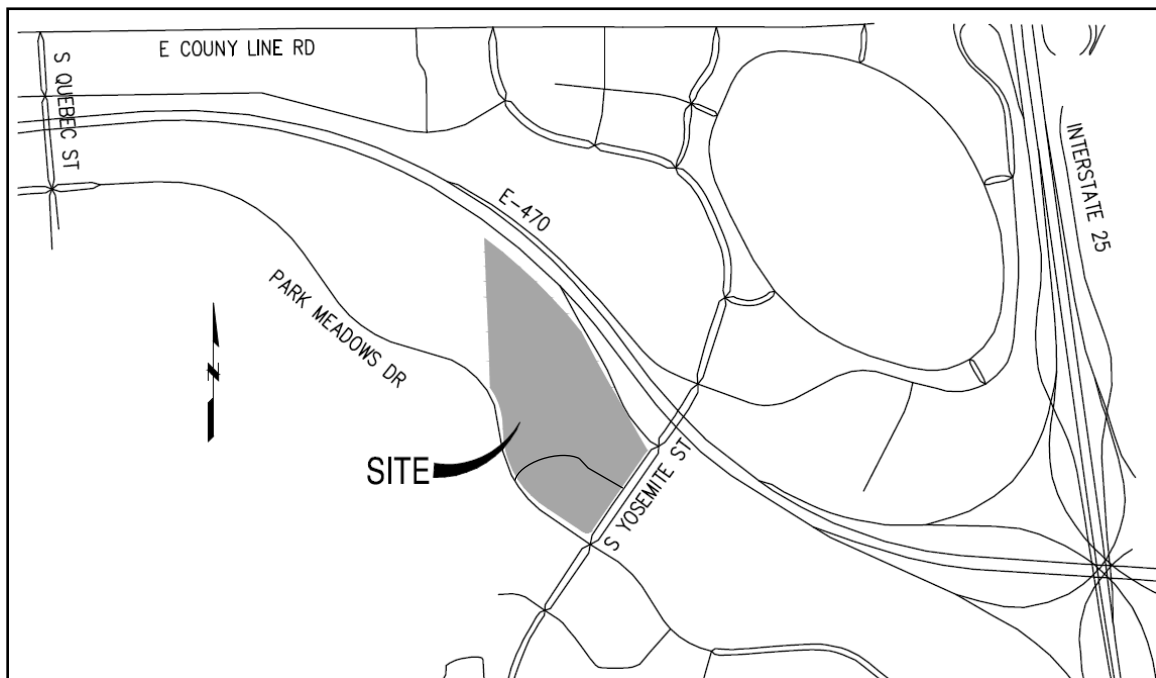 E COUNY LINE RD
S QUEBEC ST
E-470
INTERSTATE 25
PARK MEADOWS DR
N
SITE
S YOSEMITE ST